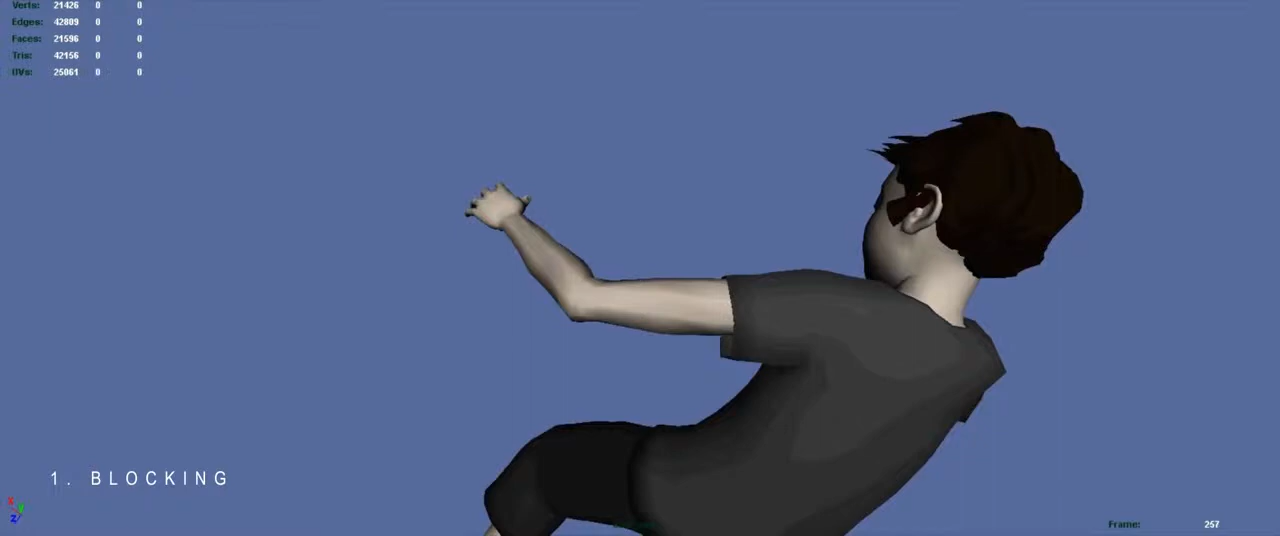 Verts: 21426 0 0
Edges: 42809 0 0
Faces: 21596 0 0
Tris: 42156 0 0
UVs: 25061 0 0
1. BLOCKING
X
Y
Z
Frame: 257